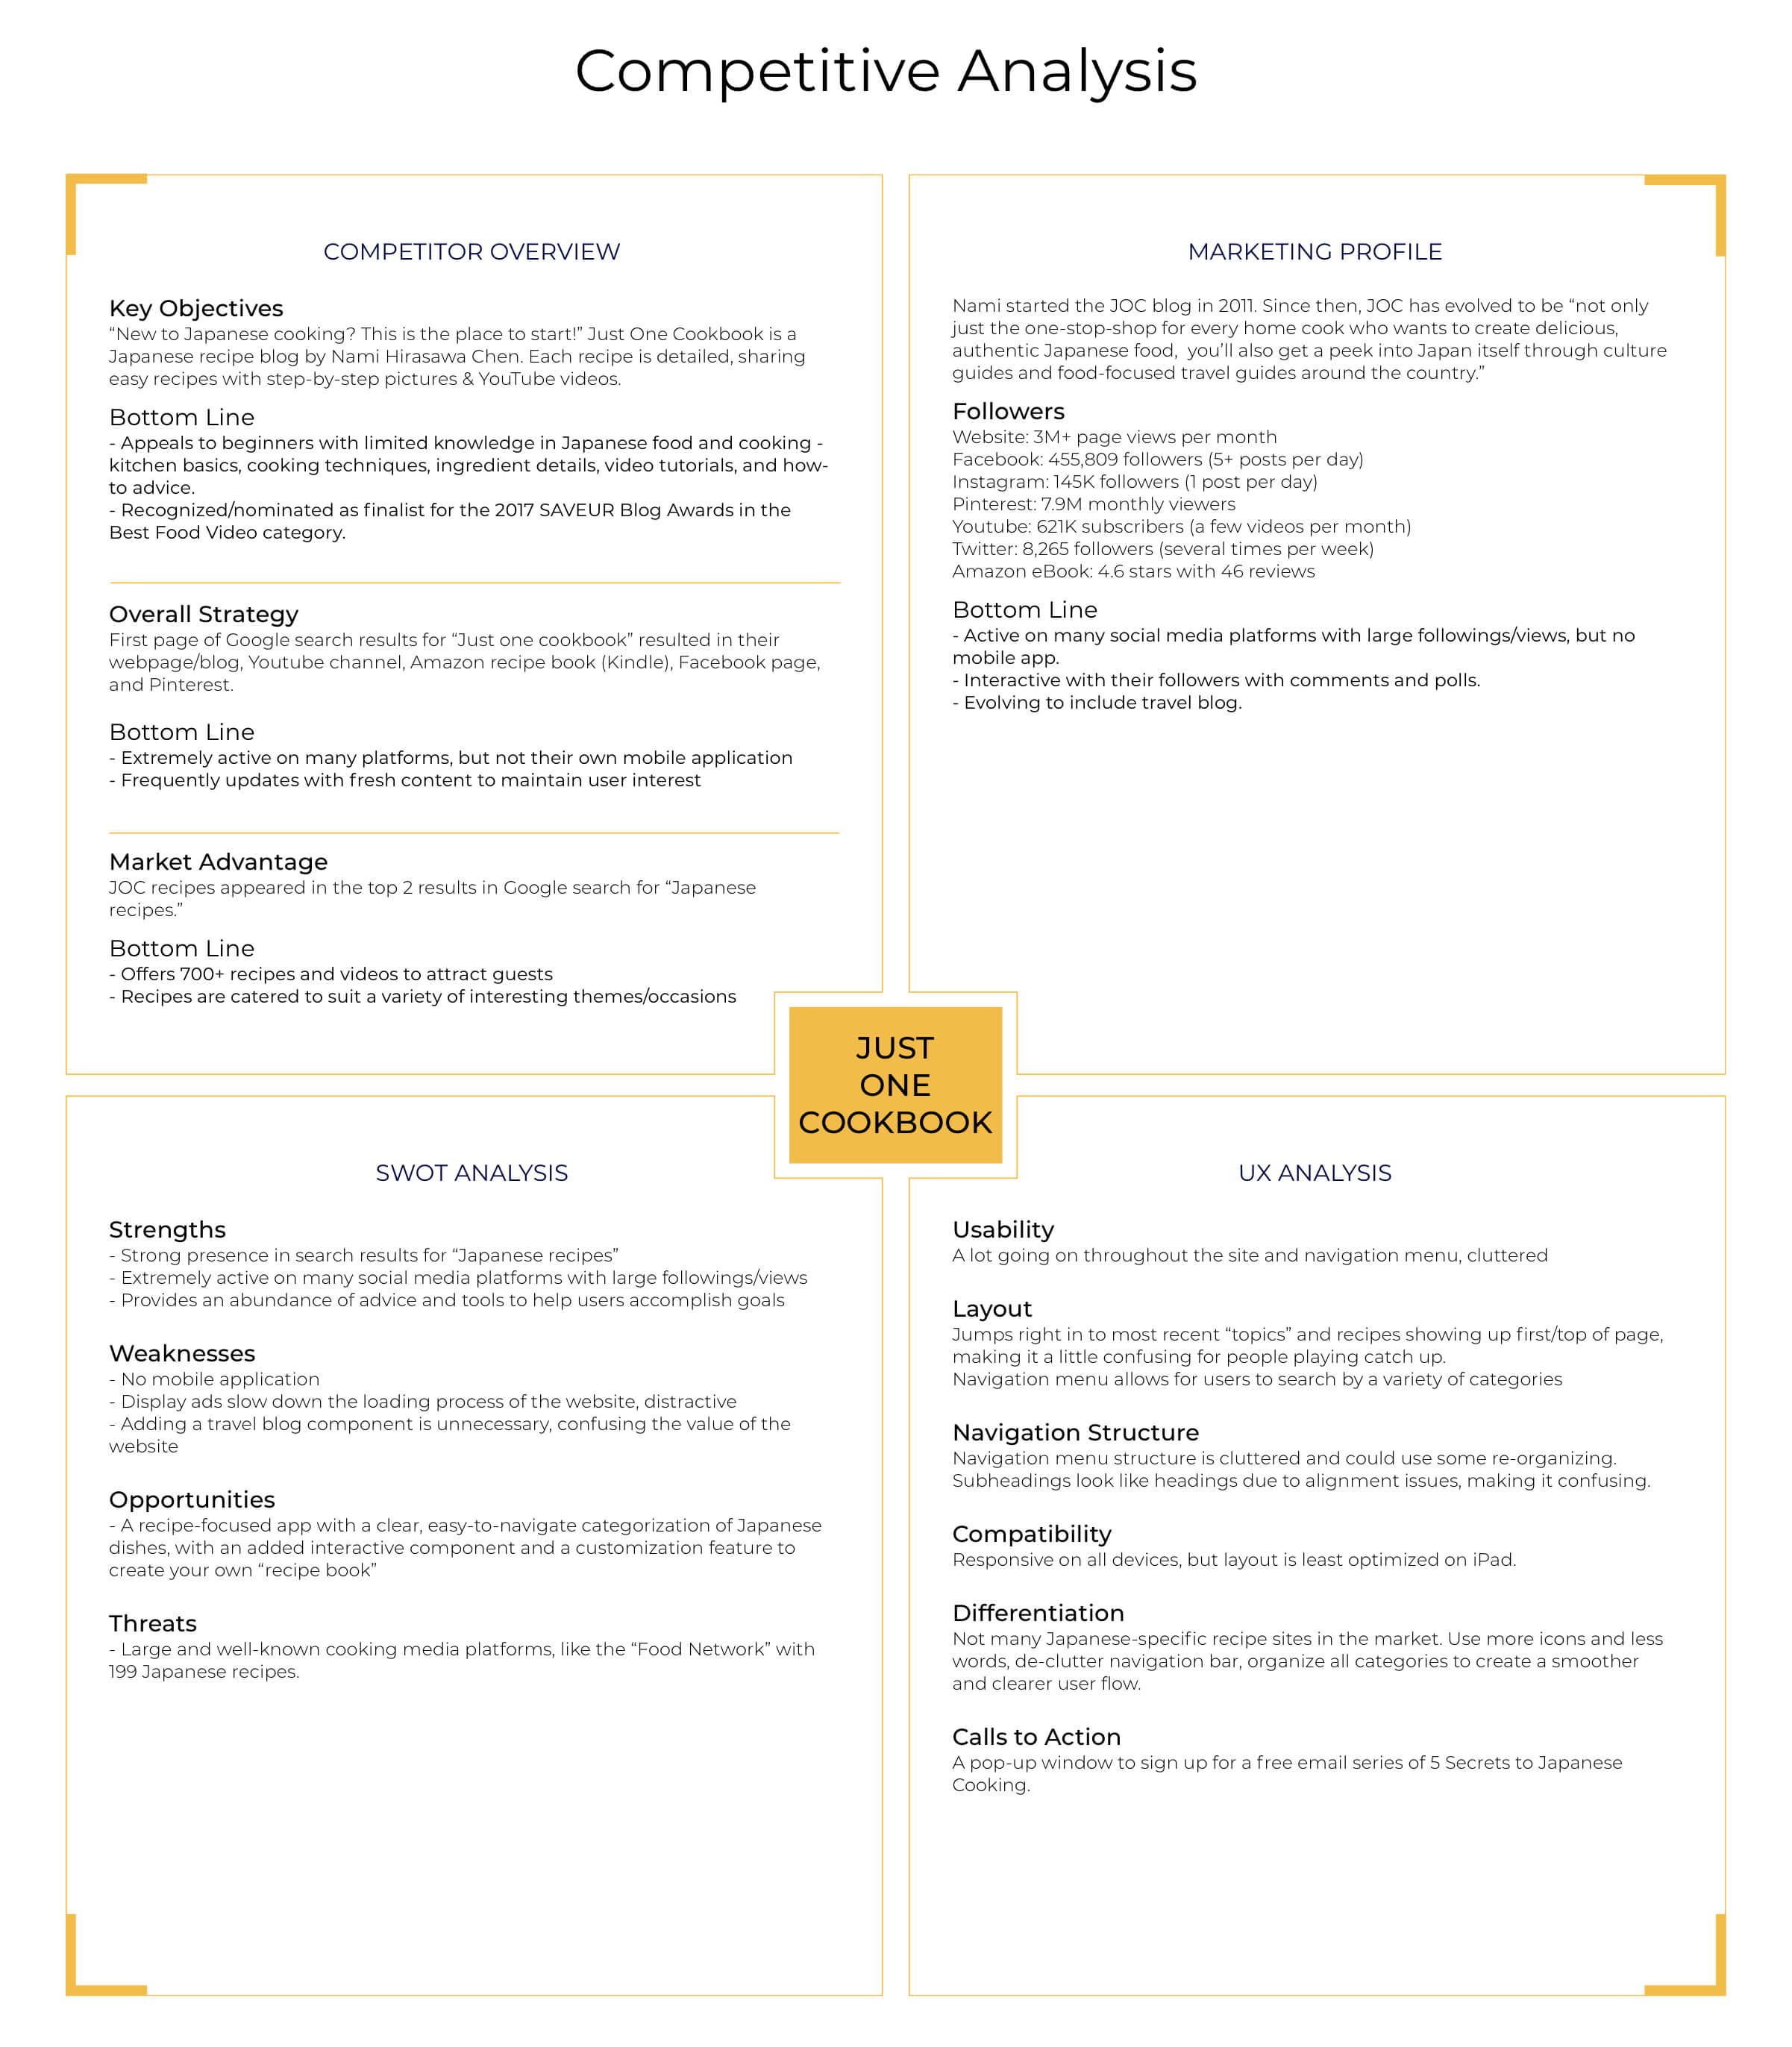 Competitive Analysis
COMPETITOR OVERVIEW
Key Objectives
“New to Japanese cooking? This is the place to start!” Just One Cookbook is a
Japanese recipe blog by Nami Hirasawa Chen. Each recipe is detailed, sharing
easy recipes with step-by-step pictures & YouTube videos.
Bottom Line
- Appeals to beginners with limited knowledge in Japanese food and cooking -
kitchen basics, cooking techniques, ingredient details, video tutorials, and how-
to advice.
- Recognized/nominated as finalist for the 2017 SAVEUR Blog Awards in the
Best Food Video category.
Overall Strategy
First page of Google search results for “Just one cookbook” resulted in their
webpage/blog, Youtube channel, Amazon recipe book (Kindle), Facebook page,
and Pinterest.
Bottom Line
- Extremely active on many platforms, but not their own mobile application
- Frequently updates with fresh content to maintain user interest
Market Advantage
JOC recipes appeared in the top 2 results in Google search for “Japanese
recipes.”
Bottom Line
- Offers 700+ recipes and videos to attract guests
- Recipes are catered to suit a variety of interesting themes/occasions
MARKETING PROFILE
Nami started the JOC blog in 2011. Since then, JOC has evolved to be “not only
just the one-stop-shop for every home cook who wants to create delicious,
authentic Japanese food,  you’ll also get a peek into Japan itself through culture
guides and food-focused travel guides around the country.”
Followers
Website: 3M+ page views per month
Facebook: 455,809 followers (5+ posts per day)
Instagram: 145K followers (1 post per day)
Pinterest: 7.9M monthly viewers
Youtube: 621K subscribers (a few videos per month)
Twitter: 8,265 followers (several times per week)
Amazon eBook: 4.6 stars with 46 reviews
Bottom Line
- Active on many social media platforms with large followings/views, but no
mobile app.
- Interactive with their followers with comments and polls.
- Evolving to include travel blog.
JUST
ONE
COOKBOOK
SWOT ANALYSIS
Strengths
- Strong presence in search results for “Japanese recipes”
- Extremely active on many social media platforms with large followings/views
- Provides an abundance of advice and tools to help users accomplish goals
Weaknesses
- No mobile application
- Display ads slow down the loading process of the website, distractive
- Adding a travel blog component is unnecessary, confusing the value of the
website
Opportunities
- A recipe-focused app with a clear, easy-to-navigate categorization of Japanese
dishes, with an added interactive component and a customization feature to
create your own “recipe book”
Threats
- Large and well-known cooking media platforms, like the “Food Network” with
199 Japanese recipes.
UX ANALYSIS
Usability
A lot going on throughout the site and navigation menu, cluttered
Layout
Jumps right in to most recent “topics” and recipes showing up first/top of page,
making it a little confusing for people playing catch up.
Navigation menu allows for users to search by a variety of categories
Navigation Structure
Navigation menu structure is cluttered and could use some re-organizing.
Subheadings look like headings due to alignment issues, making it confusing.
Compatibility
Responsive on all devices, but layout is least optimized on iPad.
Differentiation
Not many Japanese-specific recipe sites in the market. Use more icons and less
words, de-clutter navigation bar, organize all categories to create a smoother
and clearer user flow.
Calls to Action
A pop-up window to sign up for a free email series of 5 Secrets to Japanese
Cooking.